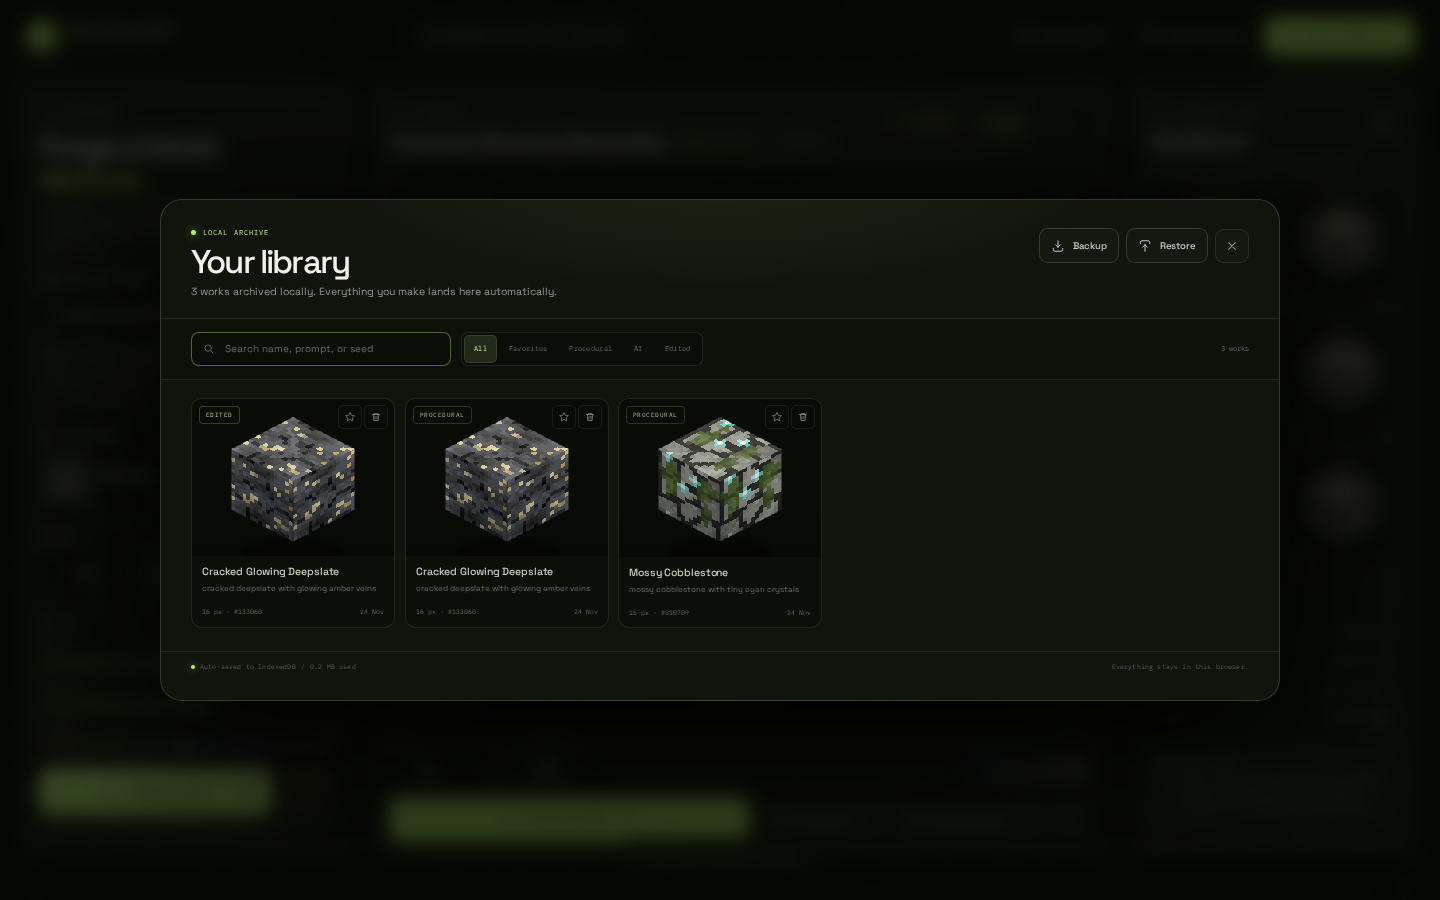 LOCAL ARCHIVE
Your library
3 works archived locally. Everything you make lands here automatically.
Backup
Restore
Search name, prompt, or seed
All
Favorites
Procedural
AI
Edited
3 works
EDITED
Cracked Glowing Deepslate
cracked deepslate with glowing amber veins
16 px · #133060
24 Nov
PROCEDURAL
Cracked Glowing Deepslate
cracked deepslate with glowing amber veins
16 px · #133060
24 Nov
PROCEDURAL
Mossy Cobblestone
mossy cobblestone with tiny cyan crystals
16 px · #810709
24 Nov
Auto-saved to IndexedDB / 0.2 MB used
Everything stays in this browser.